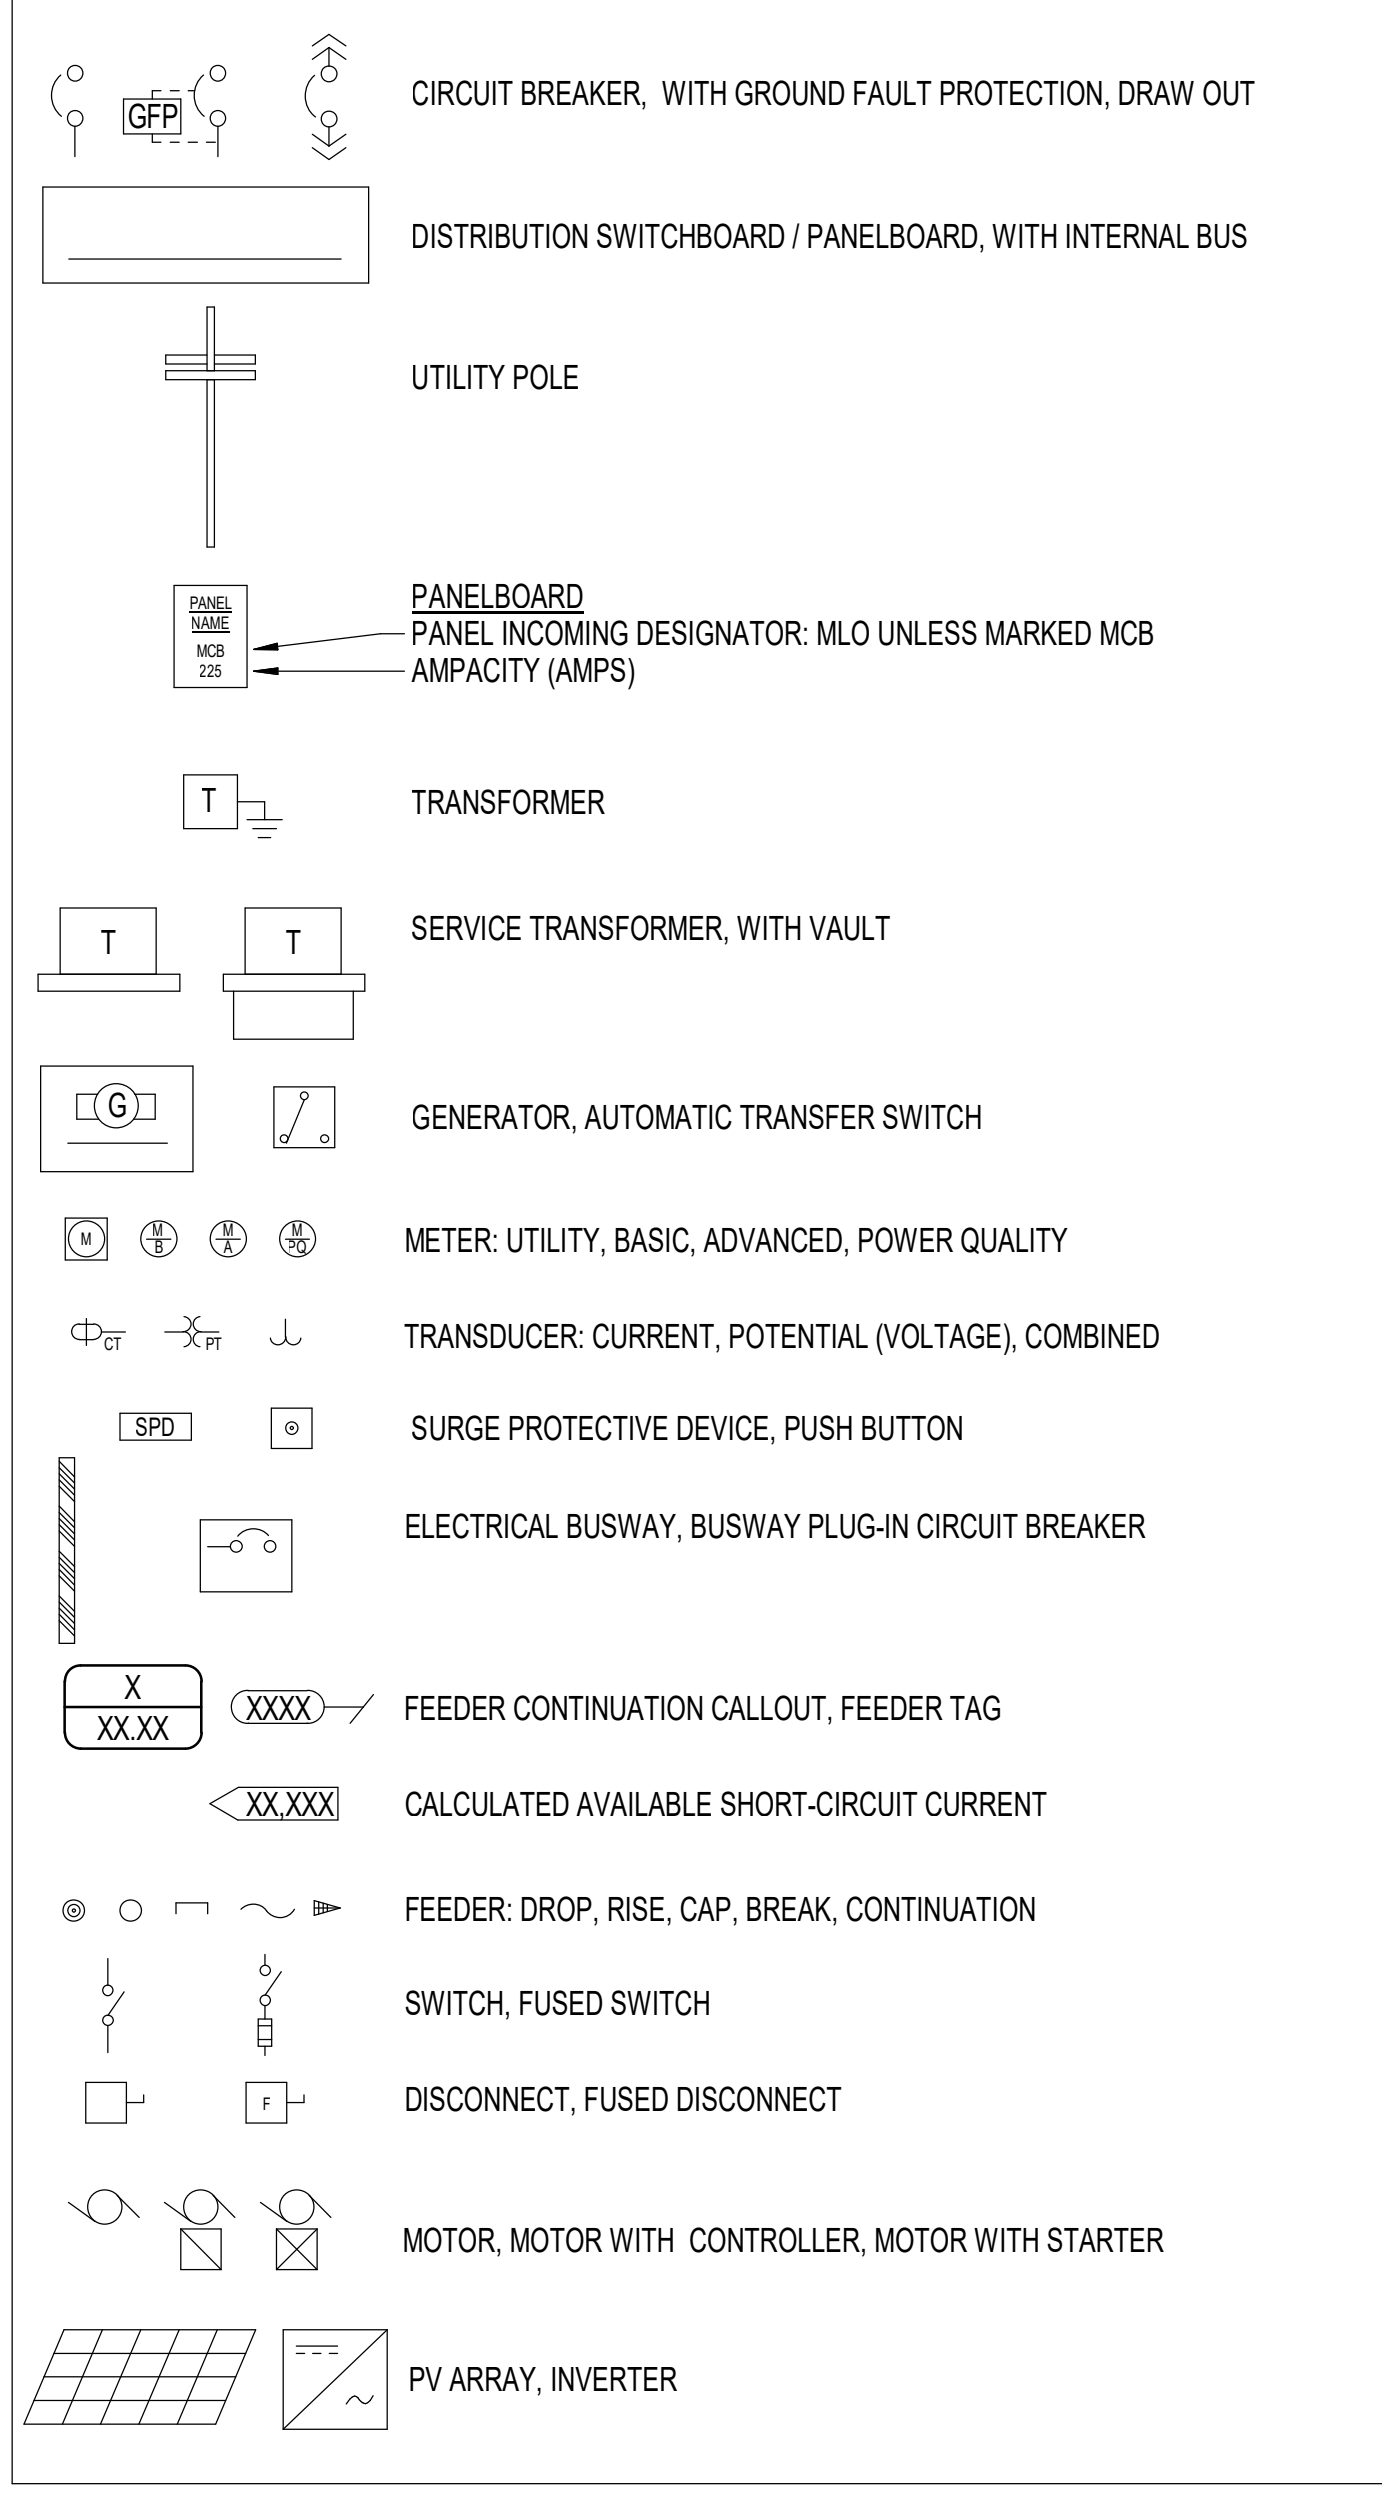 GFP
CIRCUIT BREAKER, WITH GROUND FAULT PROTECTION, DRAW OUT
DISTRIBUTION SWITCHBOARD / PANELBOARD, WITH INTERNAL BUS
UTILITY POLE
PANEL
NAME
MCB
225
PANELBOARD
PANEL INCOMING DESIGNATOR: MLO UNLESS MARKED MCB
AMPACITY (AMPS)
T
TRANSFORMER
T
T
SERVICE TRANSFORMER, WITH VAULT
G
GENERATOR, AUTOMATIC TRANSFER SWITCH
M
M
B
M
A
M
PQ
METER: UTILITY, BASIC, ADVANCED, POWER QUALITY
CT
PT
TRANSDUCER: CURRENT, POTENTIAL (VOLTAGE), COMBINED
SPD
SURGE PROTECTIVE DEVICE, PUSH BUTTON
ELECTRICAL BUSWAY, BUSWAY PLUG-IN CIRCUIT BREAKER
X
XX.XX
XXXX
FEEDER CONTINUATION CALLOUT, FEEDER TAG
XX,XXX
CALCULATED AVAILABLE SHORT-CIRCUIT CURRENT
FEEDER: DROP, RISE, CAP, BREAK, CONTINUATION
SWITCH, FUSED SWITCH
F
DISCONNECT, FUSED DISCONNECT
MOTOR, MOTOR WITH CONTROLLER, MOTOR WITH STARTER
PV ARRAY, INVERTER